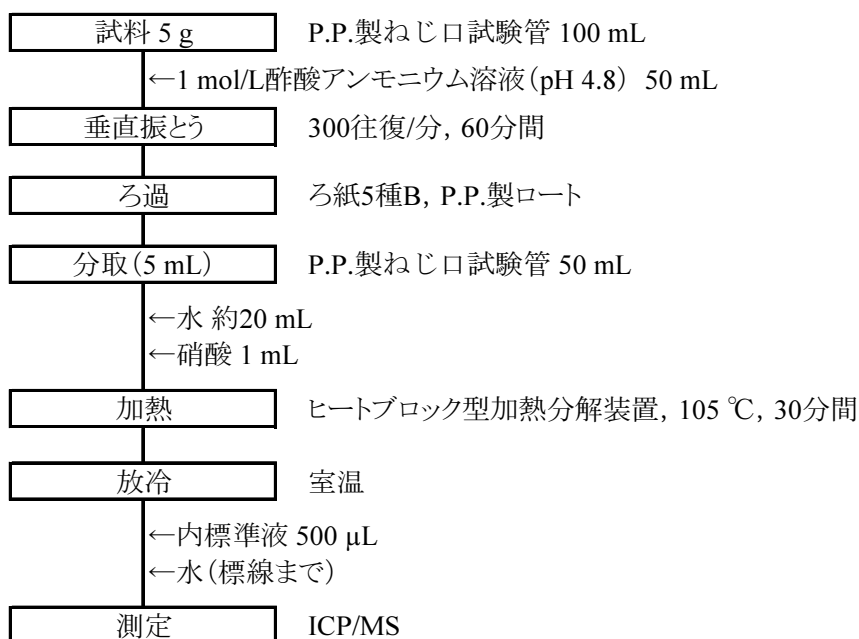 試料 5 g P.P.製ねじ口試験管 100 mL
←1 mol/L酢酸アンモニウム溶液(pH 4.8) 50 mL
垂直振とう 300往復/分, 60分間
ろ過 ろ紙5種B, P.P.製ロート
分取(5 mL) P.P.製ねじ口試験管 50 mL
←水 約20 mL
←硝酸 1 mL
加熱 ヒートブロック型加熱分解装置, 105 ℃, 30分間
放冷 室温
←内標準液 500 µL
←水(標線まで)
測定 ICP/MS